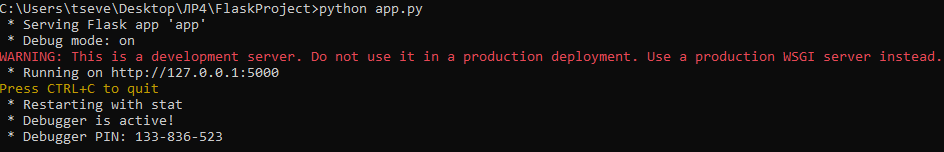 C:\Users\tseve\Desktop\ЛР4\FlaskProject>python app.py
 * Serving Flask app 'app'
 * Debug mode: on
WARNING: This is a development server. Do not use it in a production deployment. Use a production WSGI server instead.
 * Running on http://127.0.0.1:5000
Press CTRL+C to quit
 * Restarting with stat
 * Debugger is active!
 * Debugger PIN: 133-836-523